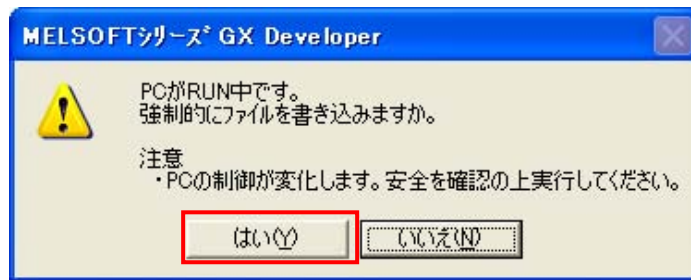 MELSOFTシリーズ GX Developer
PCがRUN中です。
強制的にファイルを書き込みますか。
注意
・PCの制御が変化します。安全を確認の上実行してください。
はい(Y)
いいえ(N)